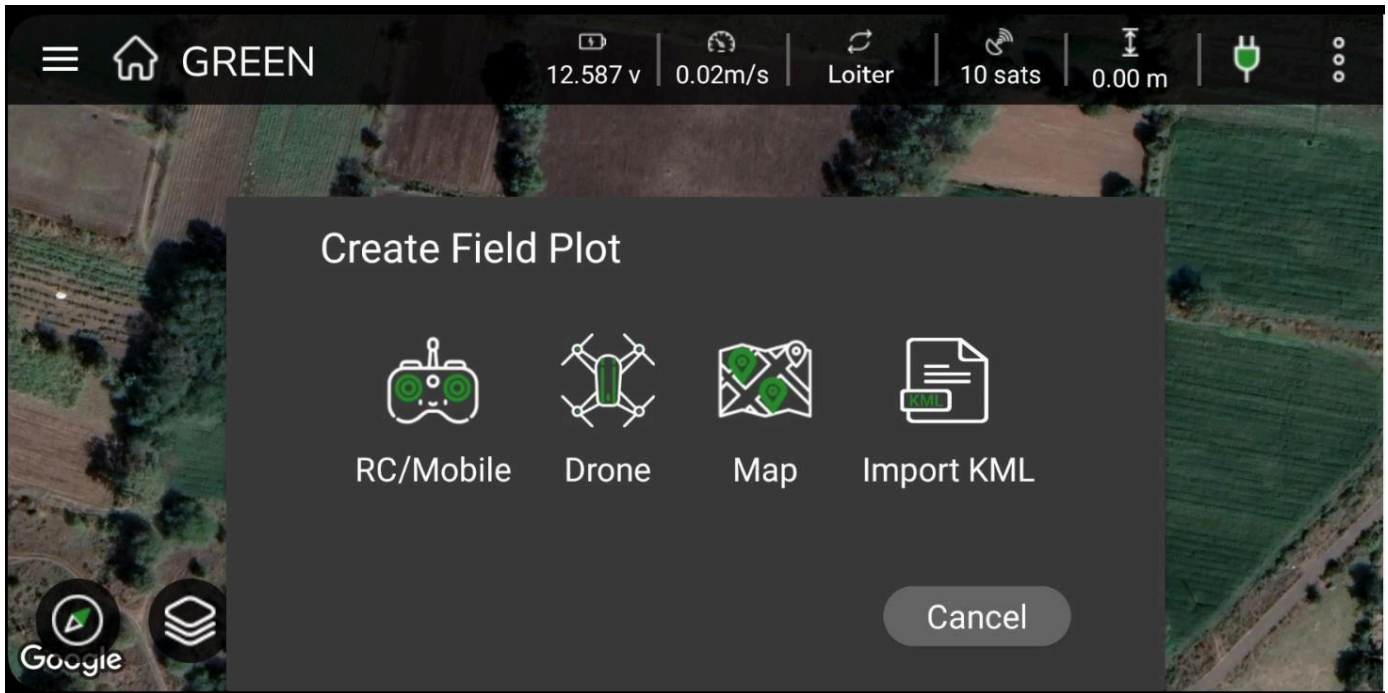 GREEN
12.587 v
0.02m/s
Loiter
10 sats
0.00 m
Create Field Plot
RC/Mobile
Drone
Map
KML
Import KML
Cancel
Google